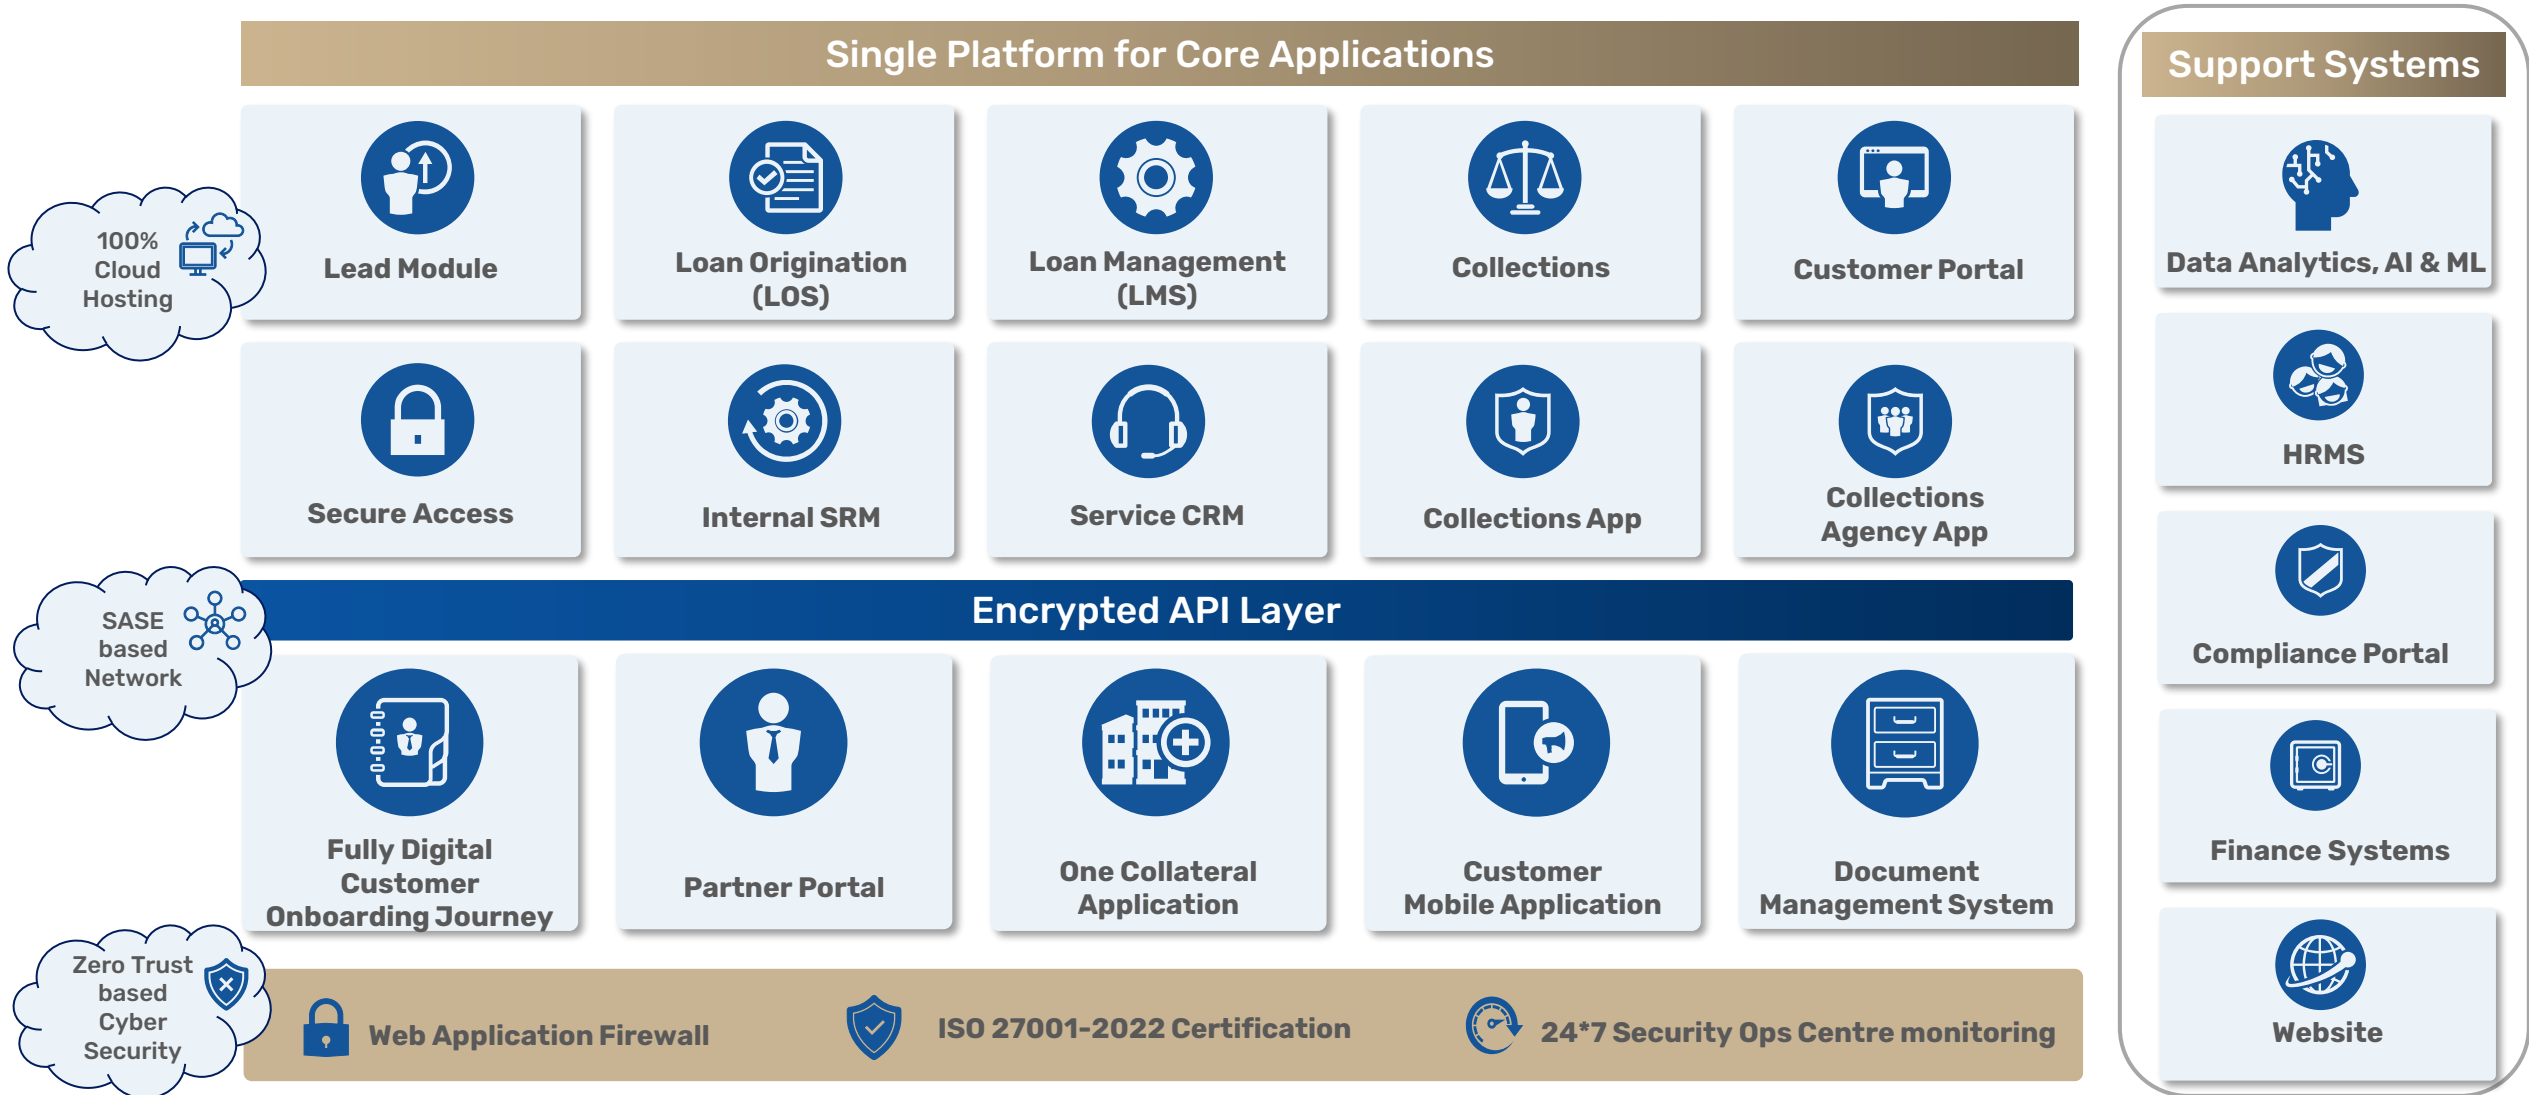 Single Platform for Core Applications
Lead Module
Loan Origination
(LOS)
Loan Management
(LMS)
Collections
Customer Portal
100%
Cloud
Hosting
Secure Access
Internal SRM
Service CRM
Collections App
Collections
Agency App
SASE
based
Network
Encrypted API Layer
Fully Digital
Customer
Onboarding Journey
Partner Portal
One Collateral
Application
Customer
Mobile Application
Document
Management System
Zero Trust
based
Cyber
Security
Web Application Firewall
ISO 27001-2022 Certification
24*7 Security Ops Centre monitoring
Support Systems
Data Analytics, AI & ML
HRMS
Compliance Portal
Finance Systems
Website